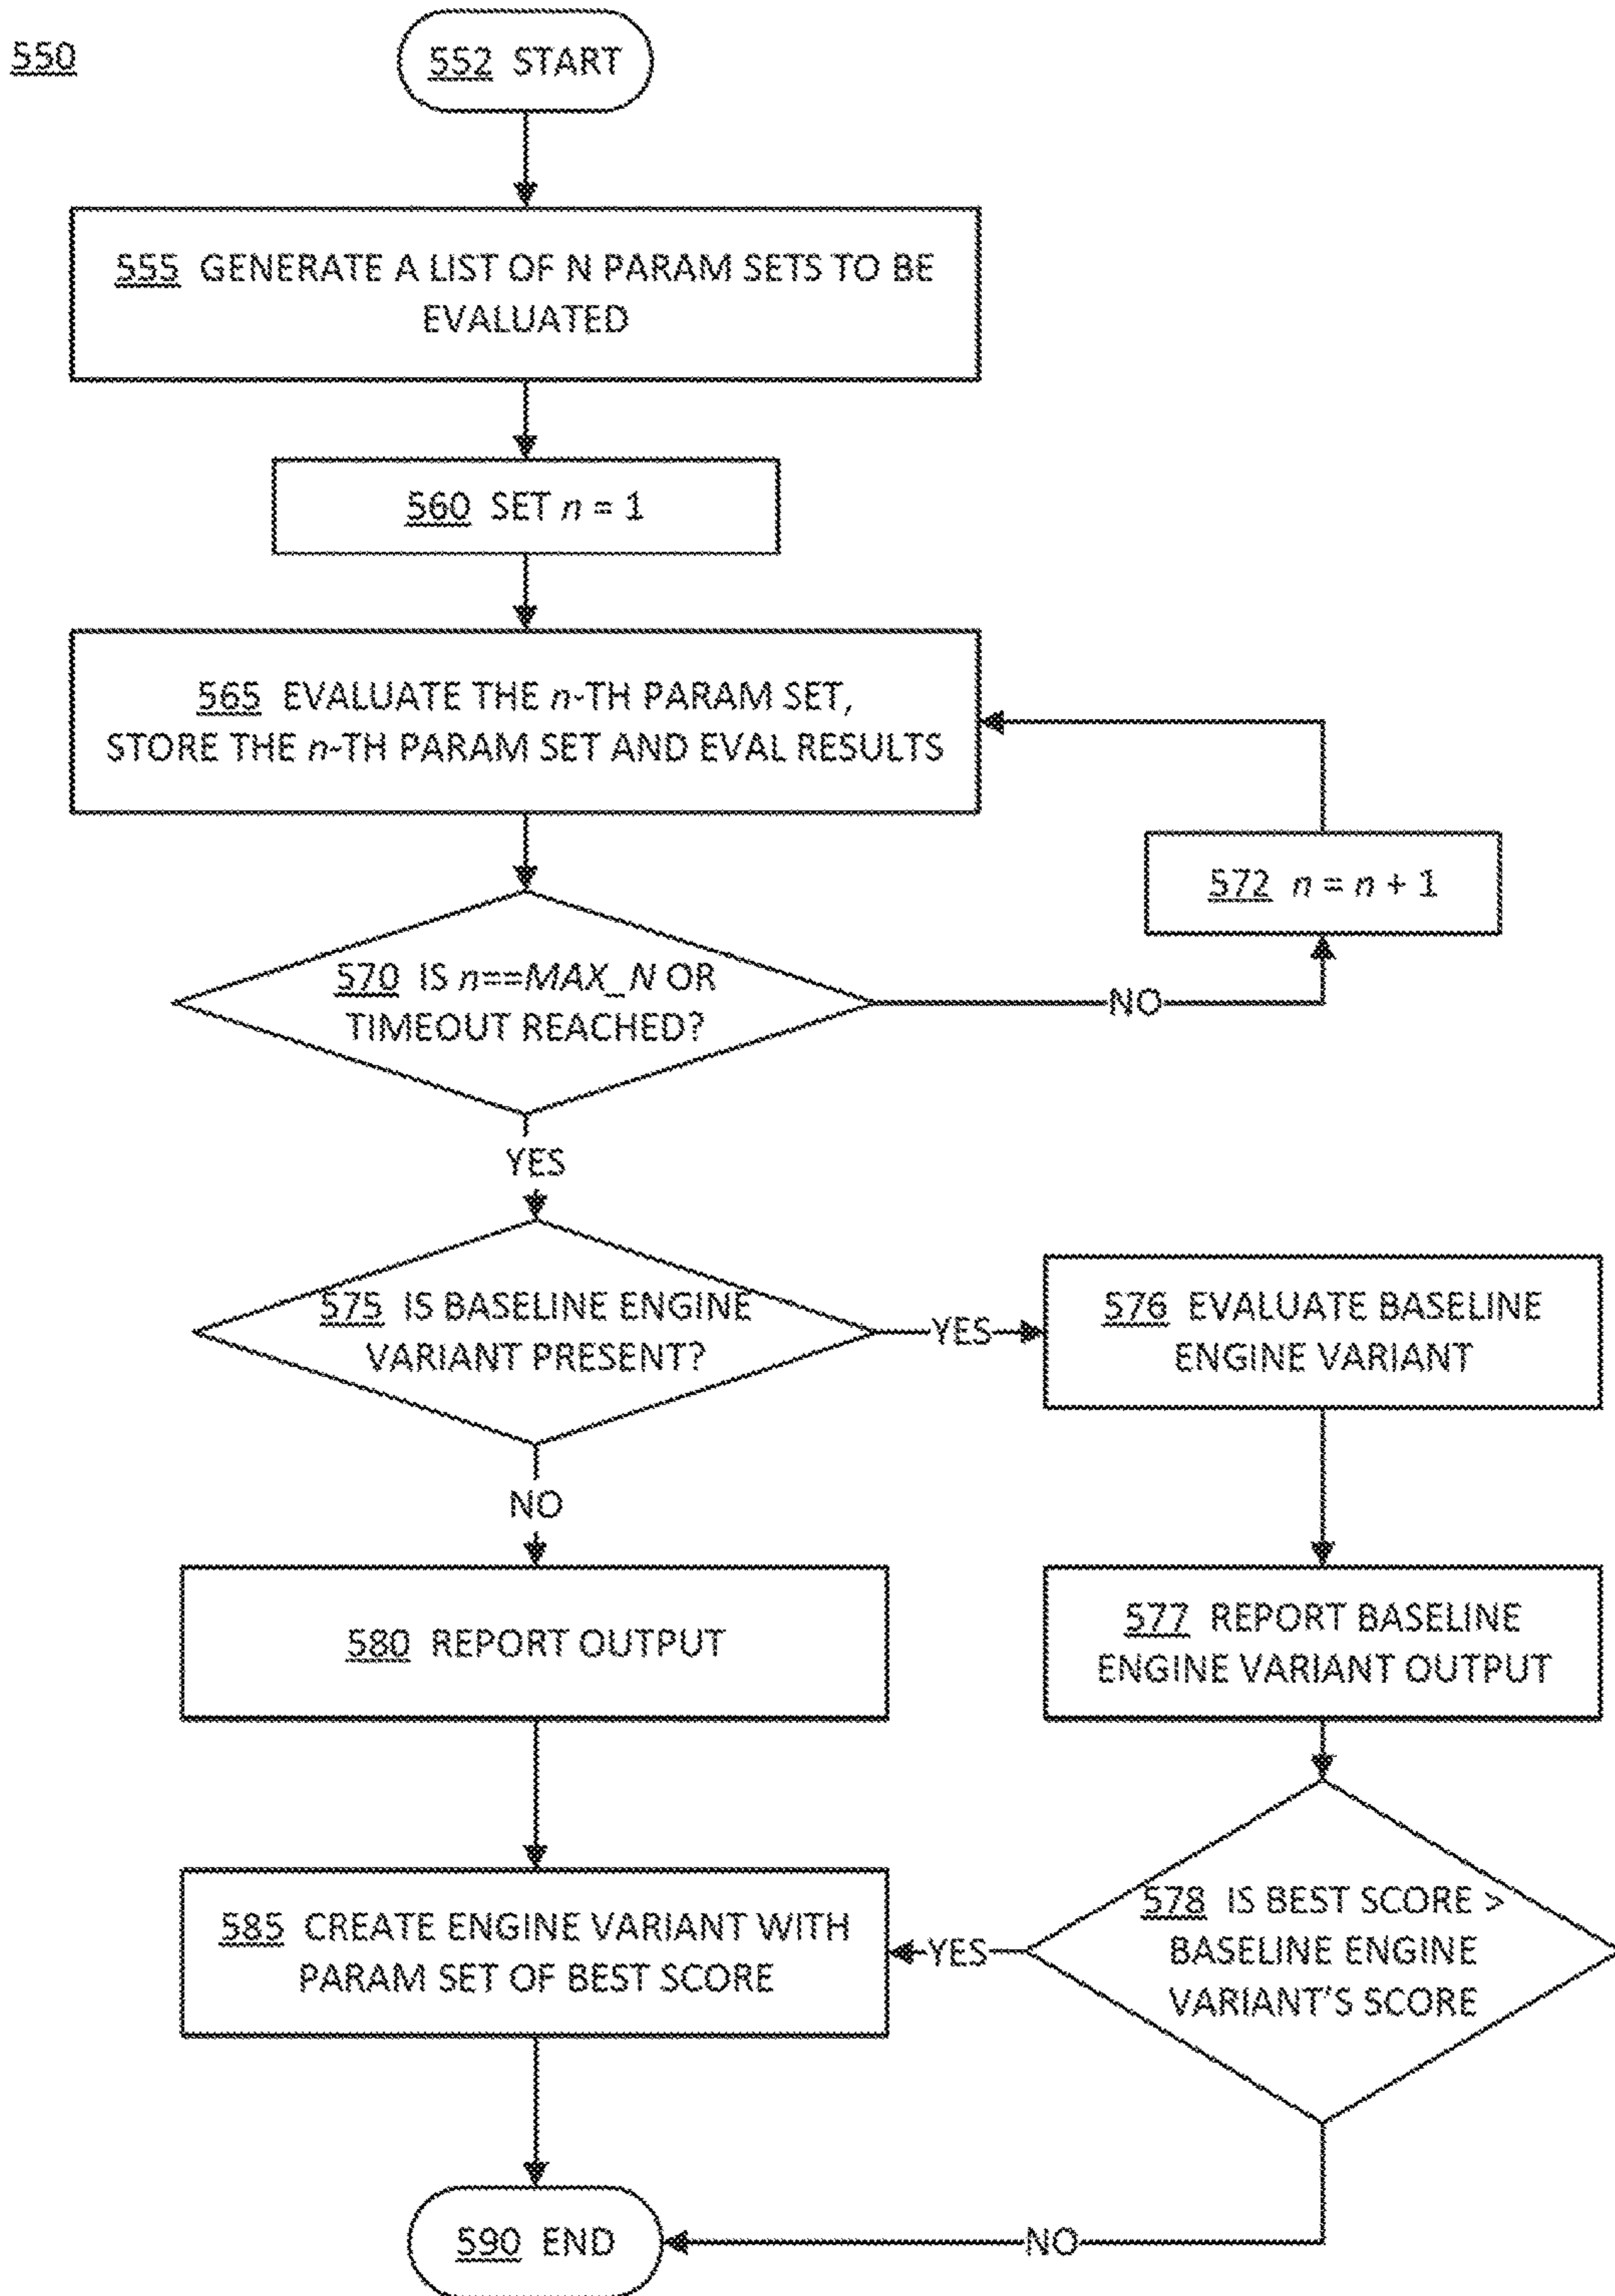 550
552 START
555 GENERATE A LIST OF N PARAM SETS TO BE
EVALUATED
560 SET n = 1
565 EVALUATE THE n-TH PARAM SET,
STORE THE n-TH PARAM SET AND EVAL RESULTS
572 n = n + 1
570 IS n==MAX_N OR
TIMEOUT REACHED?
NO
YES
575 IS BASELINE ENGINE
VARIANT PRESENT?
YES
576 EVALUATE BASELINE
ENGINE VARIANT
NO
580 REPORT OUTPUT
577 REPORT BASELINE
ENGINE VARIANT OUTPUT
585 CREATE ENGINE VARIANT WITH
PARAM SET OF BEST SCORE
YES
578 IS BEST SCORE >
BASELINE ENGINE
VARIANT'S SCORE
590 END
NO